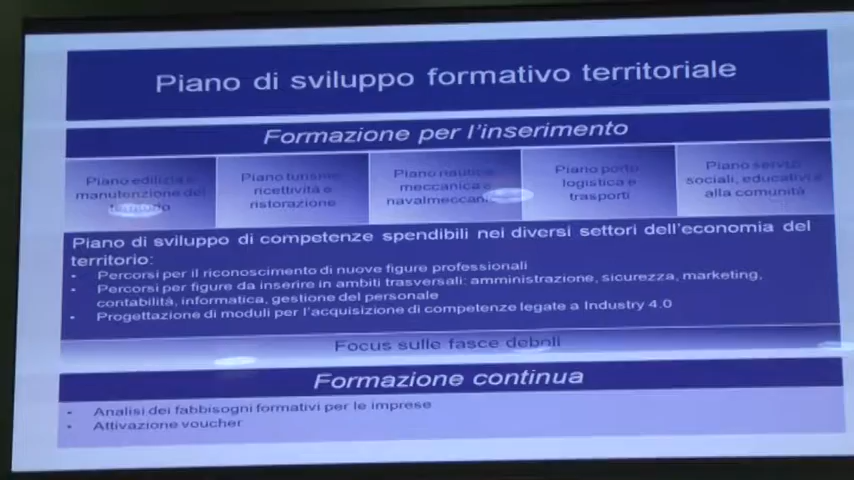 Piano di sviluppo formativo territoriale
Formazione per l'inserimento
Piano edilizia e
manutenzione del
territorio
Piano turismo
ricettività e
ristorazione
Piano nautica
meccanica e
navalmeccanica
Piano porto
logistica e
trasporti
Piano servizi
sociali, educativi e
alla comunità
Piano di sviluppo di competenze spendibili nei diversi settori dell'economia del
territorio:
• Percorsi per il riconoscimento di nuove figure professionali
• Percorsi per figure da inserire in ambiti trasversali: amministrazione, sicurezza, marketing,
contabilità, informatica, gestione del personale
• Progettazione di moduli per l'acquisizione di competenze legate a Industry 4.0
Focus sulle fasce deboli
Formazione continua
• Analisi dei fabbisogni formativi per le imprese
• Attivazione voucher